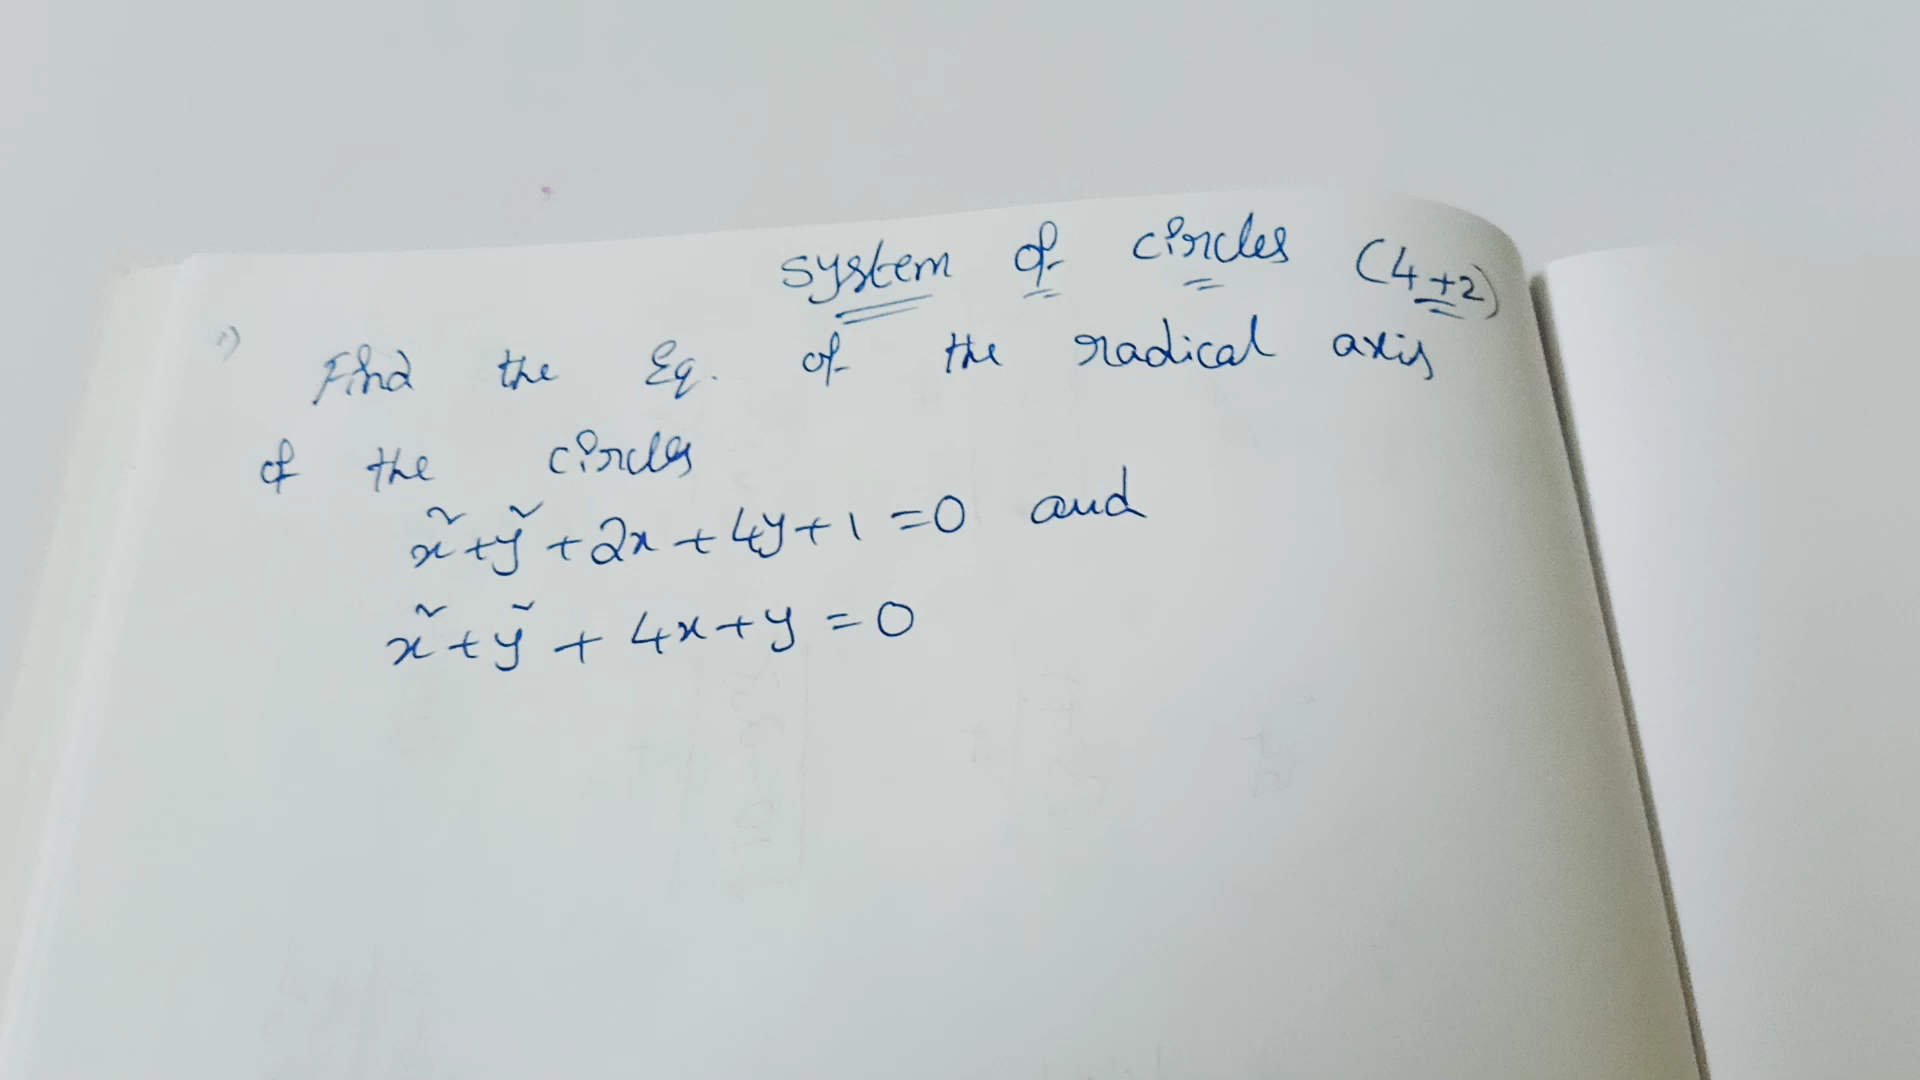 System of circles (4+2)
1) Find the Eq. of the radical axis
of the circles
x²+y²+2x+4y+1=0 and
x²+y²+4x+y=0